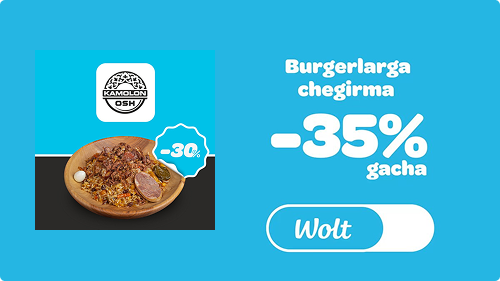 KAMOLON
OSH
-30%
Burgerlarga
chegirma
-35%
gacha
Wolt